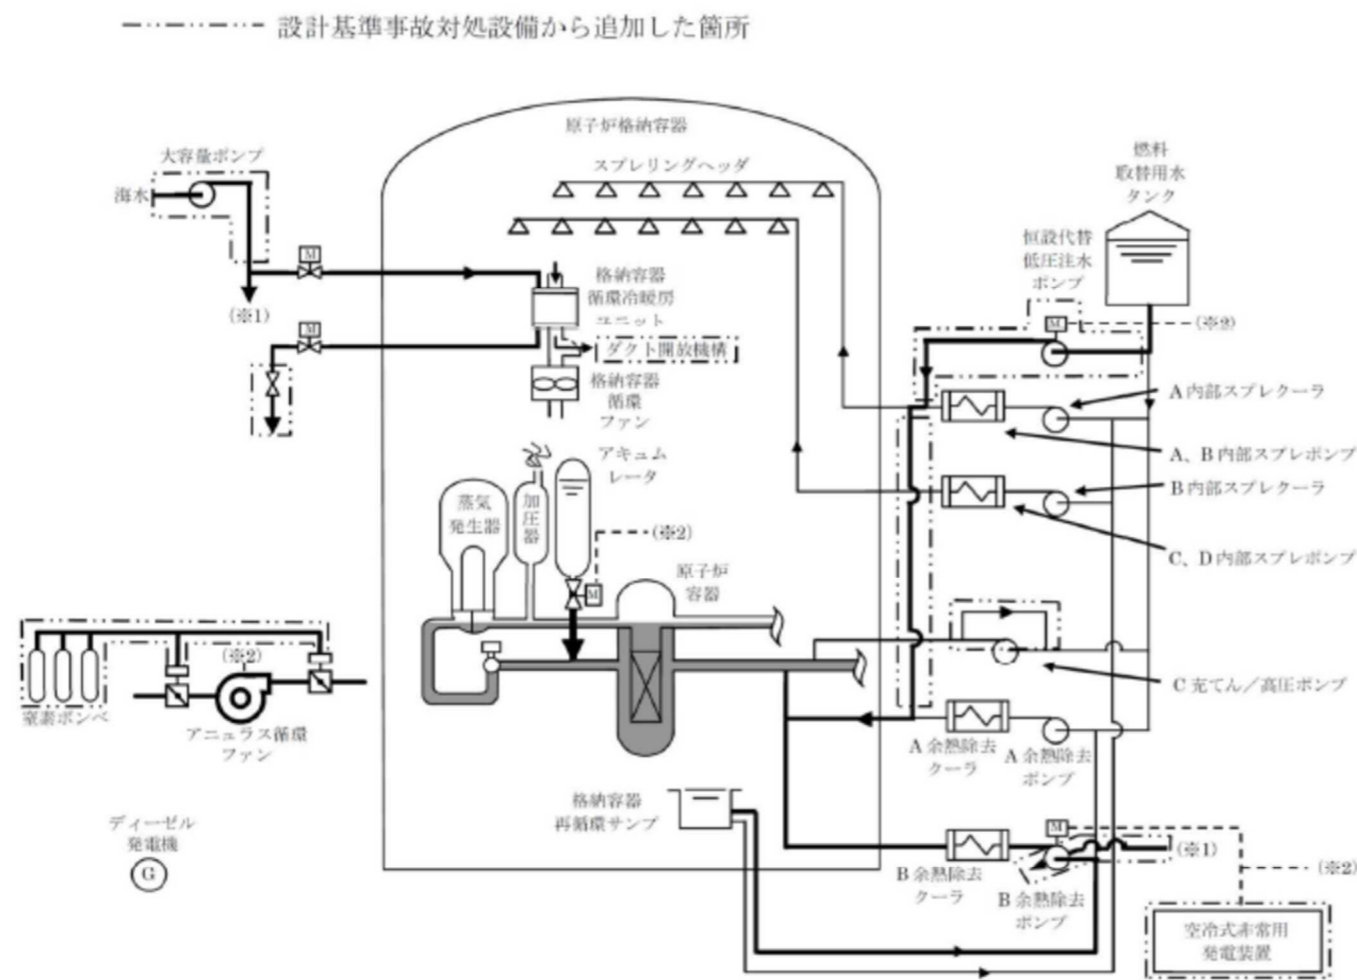 設計基準事故対処設備から追加した箇所
原子炉格納容器
スプレリングヘッダ
大容量ポンプ
海水
M
(※1)
M
格納容器
循環冷暖房
ユニット
ダクト開放機構
格納容器
循環
ファン
燃料
取替用水
タンク
恒設代替
低圧注水
ポンプ
M
(※2)
A内部スプレクーラ
A、B内部スプレポンプ
B内部スプレクーラ
C、D内部スプレポンプ
アキュム
レータ
蒸気
発生器
加圧器
(※2)
M
原子炉
容器
C充てん/高圧ポンプ
(※2)
窒素ボンベ
アニュラス循環
ファン
A余熱除去
クーラ
A余熱除去
ポンプ
格納容器
再循環サンプ
ディーゼル
発電機
G
M
(※1)
(※2)
B余熱除去
クーラ
B余熱除去
ポンプ
空冷式非常用
発電装置